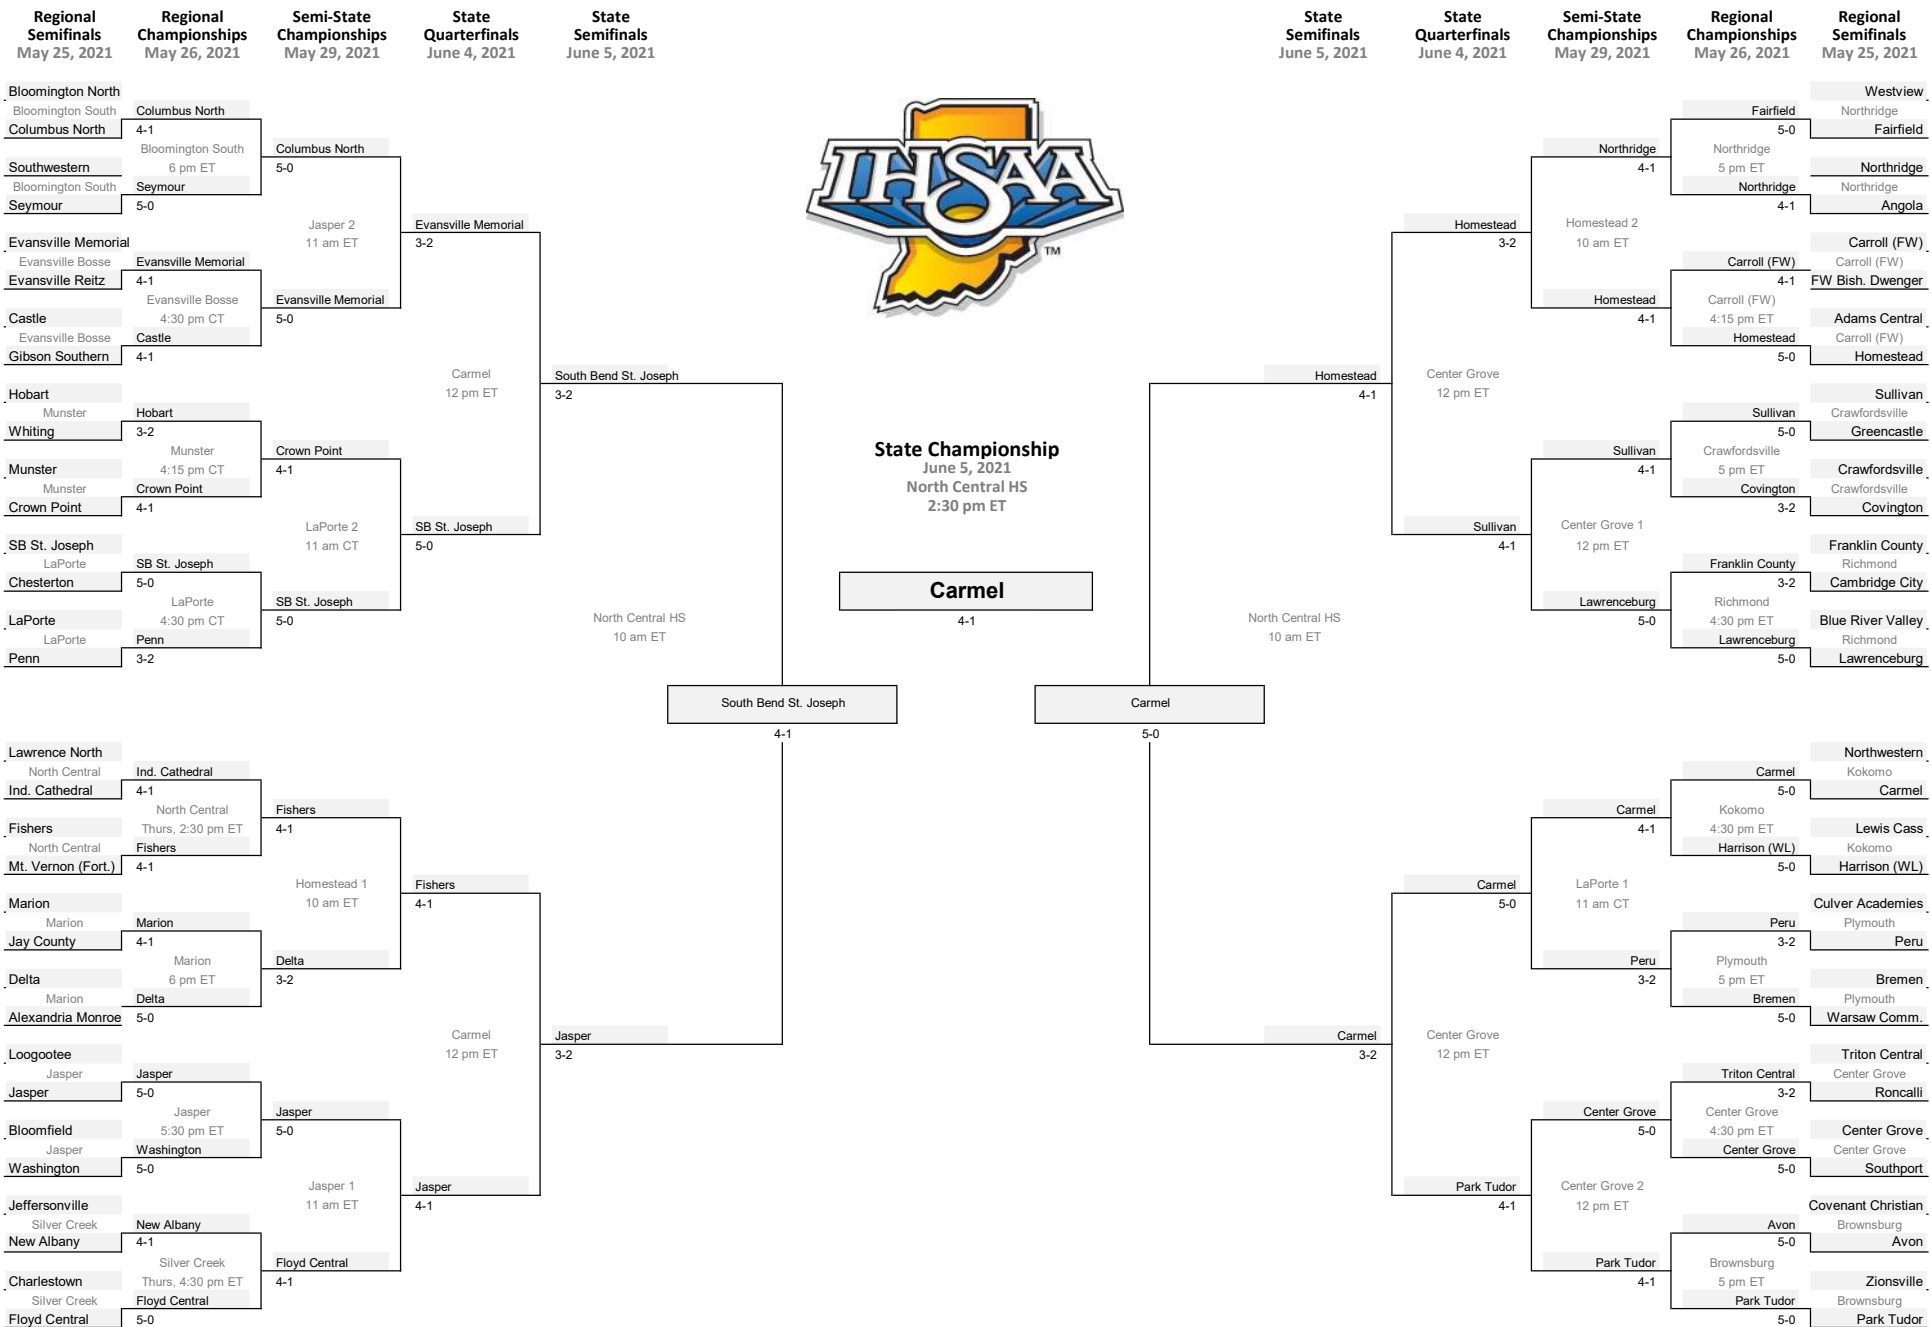 Regional Semifinals May 25, 2021
Regional Championships May 26, 2021
Semi-State Championships May 29, 2021
State Quarterfinals June 4, 2021
State Semifinals June 5, 2021
State Semifinals June 5, 2021
State Quarterfinals June 4, 2021
Semi-State Championships May 29, 2021
Regional Championships May 26, 2021
Regional Semifinals May 25, 2021
Bloomington North
Bloomington South
Columbus North
Southwestern
Bloomington South
Seymour
Evansville Memorial
Evansville Bosse
Evansville Reitz
Castle
Evansville Bosse
Gibson Southern
Hobart
Munster
Whiting
Munster
Munster
Crown Point
SB St. Joseph
LaPorte
Chesterton
LaPorte
LaPorte
Penn
Lawrence North
North Central
Ind. Cathedral
Fishers
North Central
Mt. Vernon (Fort.)
Marion
Marion
Jay County
Delta
Marion
Alexandria Monroe
Loogootee
Jasper
Jasper
Bloomfield
Jasper
Washington
Jeffersonville
Silver Creek
New Albany
Charlestown
Silver Creek
Floyd Central
Columbus North
4-1
Bloomington South
6 pm ET
Seymour
5-0
Evansville Memorial
4-1
Evansville Bosse
4:30 pm CT
Castle
4-1
Hobart
3-2
Munster
4:15 pm CT
Crown Point
4-1
SB St. Joseph
5-0
LaPorte
4:30 pm CT
Penn
3-2
Ind. Cathedral
4-1
North Central
Thurs, 2:30 pm ET
Fishers
4-1
Marion
4-1
Marion
6 pm ET
Delta
5-0
Jasper
5-0
Jasper
5:30 pm ET
Washington
5-0
New Albany
4-1
Silver Creek
Thurs, 4:30 pm ET
Floyd Central
5-0
Columbus North
5-0
Jasper 2
11 am ET
Evansville Memorial
5-0
Crown Point
4-1
LaPorte 2
11 am CT
SB St. Joseph
5-0
Fishers
4-1
Homestead 1
10 am ET
Delta
3-2
Jasper
5-0
Jasper 1
11 am ET
Floyd Central
4-1
Evansville Memorial
3-2
Carmel
12 pm ET
SB St. Joseph
5-0
Fishers
4-1
Carmel
12 pm ET
Jasper
4-1
South Bend St. Joseph
3-2
North Central HS
10 am ET
Jasper
3-2
IHSAA
TM
State Championship
June 5, 2021
North Central HS
2:30 pm ET
Carmel
4-1
South Bend St. Joseph
4-1
Carmel
5-0
Homestead
4-1
North Central HS
10 am ET
Carmel
3-2
Homestead
3-2
Center Grove
12 pm ET
Sullivan
4-1
Carmel
5-0
Center Grove
12 pm ET
Park Tudor
4-1
Northridge
4-1
Homestead 2
10 am ET
Homestead
4-1
Sullivan
4-1
Center Grove 1
12 pm ET
Lawrenceburg
5-0
Carmel
4-1
LaPorte 1
11 am CT
Peru
3-2
Center Grove
5-0
Center Grove 2
12 pm ET
Park Tudor
4-1
Fairfield
5-0
Northridge
5 pm ET
Northridge
4-1
Carroll (FW)
4-1
Carroll (FW)
4:15 pm ET
Homestead
5-0
Sullivan
5-0
Crawfordsville
5 pm ET
Covington
3-2
Franklin County
3-2
Richmond
4:30 pm ET
Lawrenceburg
5-0
Carmel
5-0
Kokomo
4:30 pm ET
Harrison (WL)
5-0
Peru
3-2
Plymouth
5 pm ET
Bremen
5-0
Triton Central
3-2
Center Grove
4:30 pm ET
Center Grove
5-0
Avon
5-0
Brownsburg
5 pm ET
Park Tudor
5-0
Westview
Northridge
Fairfield
Northridge
Northridge
Angola
Carroll (FW)
Carroll (FW)
FW Bish. Dwenger
Adams Central
Carroll (FW)
Homestead
Sullivan
Crawfordsville
Greencastle
Crawfordsville
Crawfordsville
Covington
Franklin County
Richmond
Cambridge City
Blue River Valley
Richmond
Lawrenceburg
Northwestern
Kokomo
Carmel
Lewis Cass
Kokomo
Harrison (WL)
Culver Academies
Plymouth
Peru
Bremen
Plymouth
Warsaw Comm.
Triton Central
Center Grove
Roncalli
Center Grove
Center Grove
Southport
Covenant Christian
Brownsburg
Avon
Zionsville
Brownsburg
Park Tudor